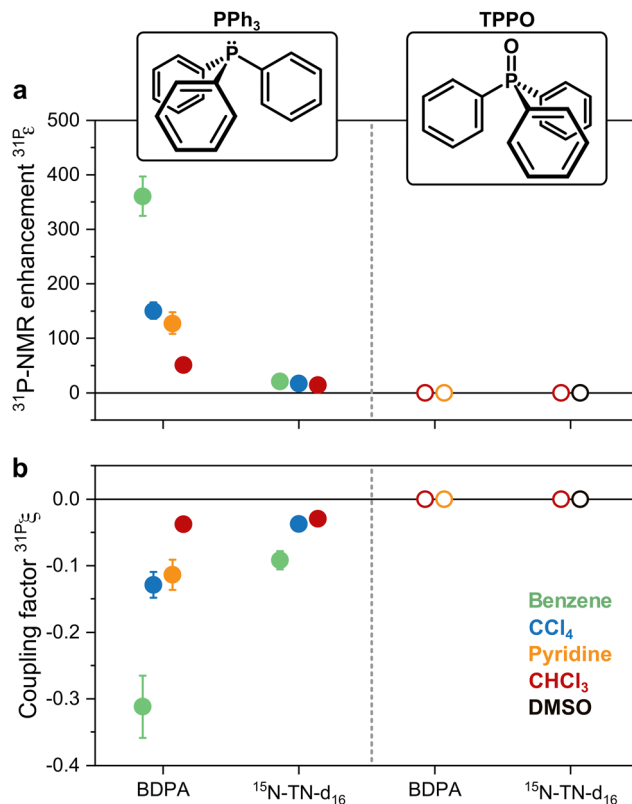 PPh₃
TPPO
P
O
P
a
500
400
300
200
100
0
³¹P-NMR enhancement ³¹ᴾε
b
0.0
-0.1
-0.2
-0.3
-0.4
Coupling factor ³¹ᴾξ
Benzene
CCl₄
Pyridine
CHCl₃
DMSO
BDPA
¹⁵N-TN-d₁₆
BDPA
¹⁵N-TN-d₁₆